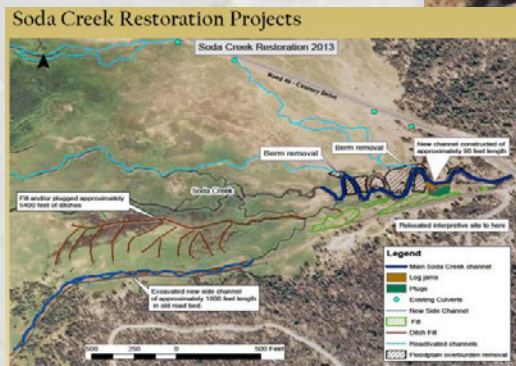 Soda Creek Restoration Projects
Soda Creek Restoration 2013
Road 46 - Century Drive
New channel constructed of
approximately 90 feet length
Berm removal
Berm removal
Soda Creek
Fill and/or plugged approximately
5400 feet of ditches
Relocated interpretive site to here
Excavated new side channel
of approximately 1800 feet length
in old road bed.
Legend
Main Soda Creek channel
Log jams
Plugs
Existing Culverts
New Side Channel
Fill
Ditch Fill
Reactivated channels
Floodplain overburden removal
500
250
0
500 Feet